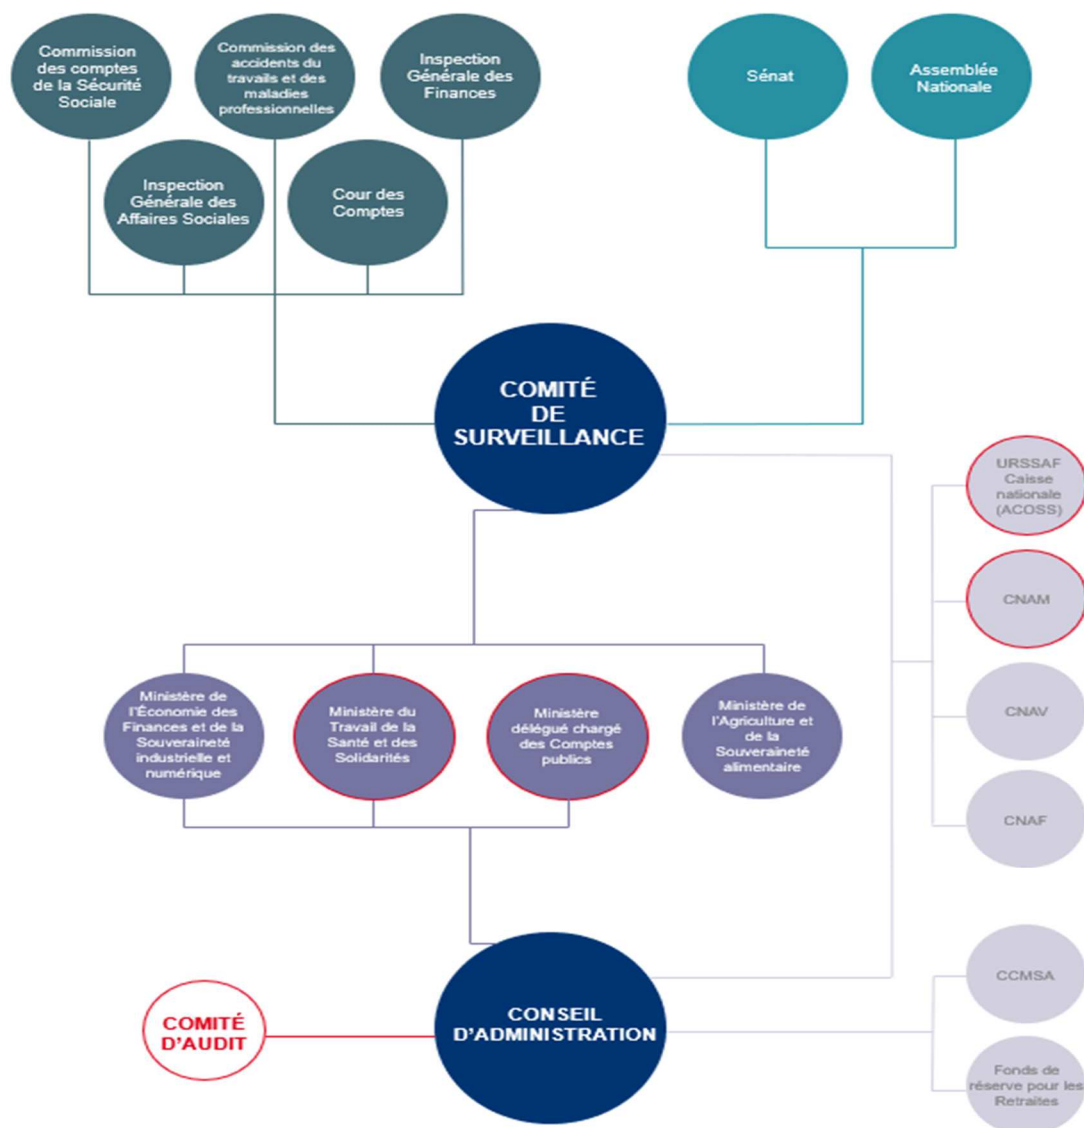 Commission
des comptes
de la Sécurité
Sociale
Commission des
accidents du
travails et des
maladies
professionnelles
Inspection
Générale des
Finances
Inspection
Générale des
Affaires Sociales
Cour des
Comptes
Sénat
Assemblée
Nationale
COMITÉ
DE
SURVEILLANCE
URSSAF
Caisse
nationale
(ACOSS)
CNAM
CNAV
CNAF
Ministère de
l'Économie des
Finances et de la
Souveraineté
industrielle et
numérique
Ministère du
Travail de la
Santé et des
Solidarités
Ministère
délégué chargé
des Comptes
publics
Ministère de
l'Agriculture et
de la
Souveraineté
alimentaire
COMITÉ
D'AUDIT
CONSEIL
D'ADMINISTRATION
CCMSA
Fonds de
réserve pour les
Retraites